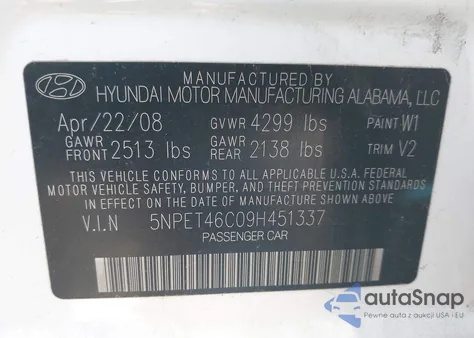 MANUFACTURED BY
HYUNDAI MOTOR MANUFACTURING ALABAMA, LLC
Apr/22/08 GVWR 4299 lbs PAINT W1
GAWR FRONT 2513 lbs GAWR REAR 2138 lbs TRIM V2
THIS VEHICLE CONFORMS TO ALL APPLICABLE U.S.A FEDERAL
MOTOR VEHICLE SAFETY, BUMPER, AND THEFT PREVENTION
STANDARDS IN EFFECT ON THE DATE OF MANUFACTURE SHOWN ABOVE.
V.I.N 5NPET46C09H451337
PASSENGER CAR
autoSnap
Pewne auta z aukcji USA i EU